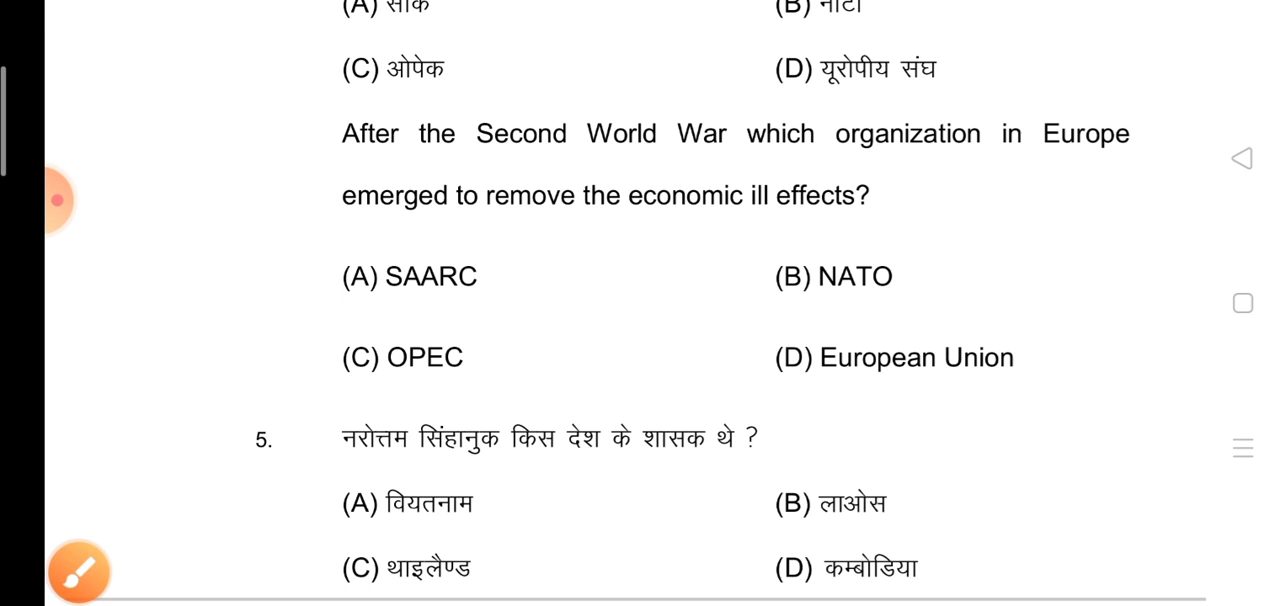 (A) सार्क (B) नाटो
(C) ओपेक (D) यूरोपीय संघ
After the Second World War which organization in Europe
emerged to remove the economic ill effects?
(A) SAARC (B) NATO
(C) OPEC (D) European Union
5. नरोत्तम सिंहानुक किस देश के शासक थे ?
(A) वियतनाम (B) लाओस
(C) थाइलैण्ड (D) कम्बोडिया